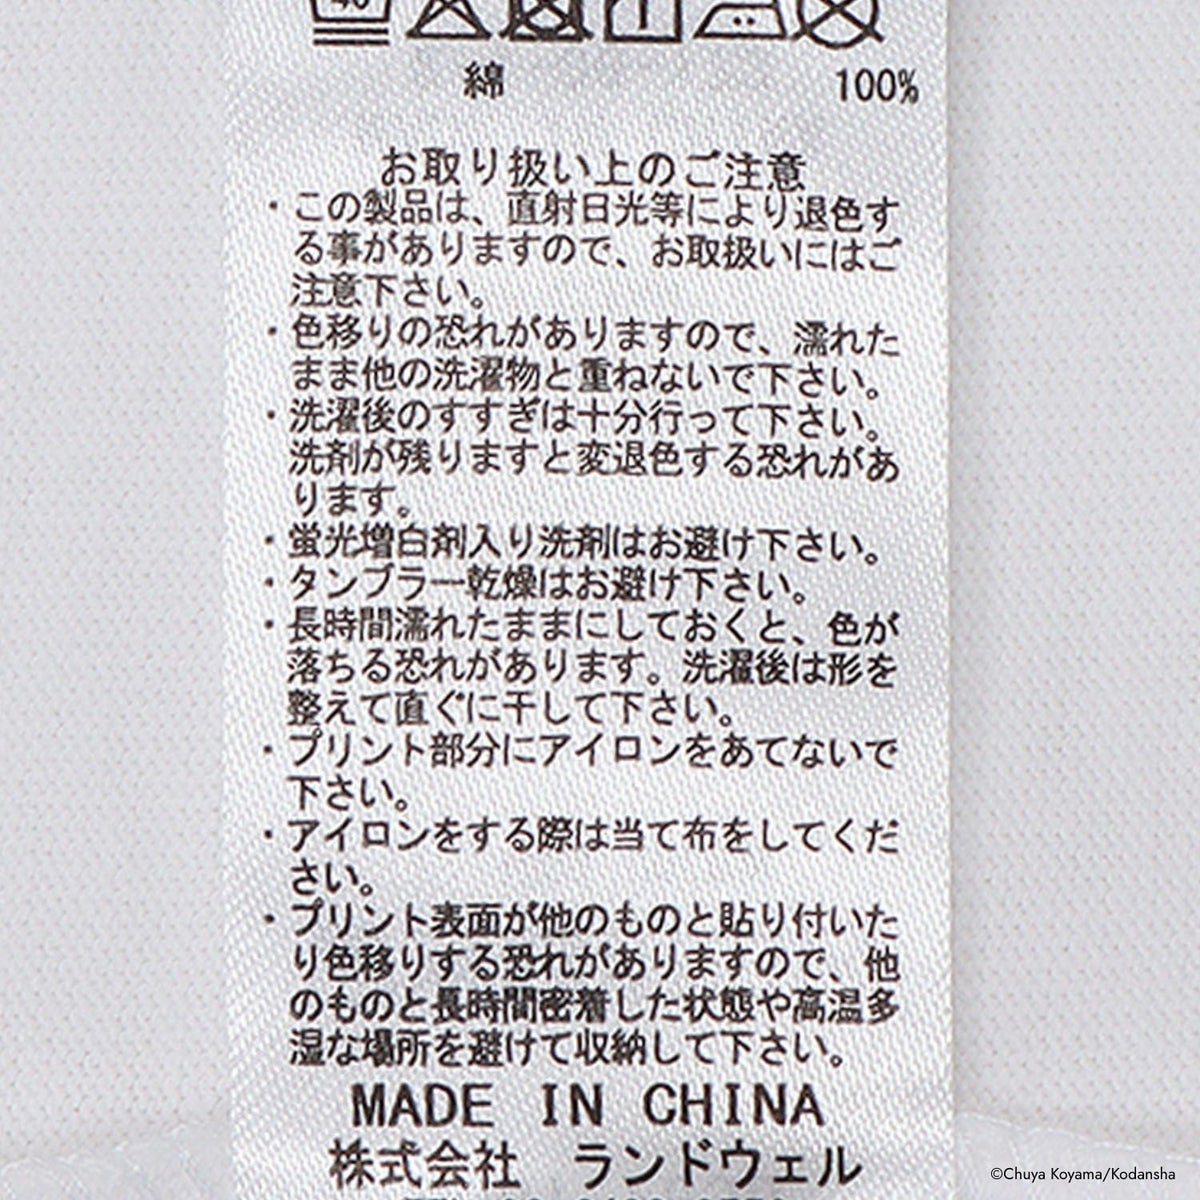 40
綿 100%
お取り扱い上のご注意
・この製品は、直射日光等により退色す
る事がありますので、お取扱いにはご
注意下さい。
・色移りの恐れがありますので、濡れた
まま他の洗濯物と重ねないで下さい。
・洗濯後のすすぎは十分行って下さい。
洗剤が残りますと変退色する恐れがあ
ります。
・蛍光増白剤入り洗剤はお避け下さい。
・タンブラー乾燥はお避け下さい。
・長時間濡れたままにしておくと、色が
落ちる恐れがあります。洗濯後は形を
整えて直ぐに干して下さい。
・プリント部分にアイロンをあてないで
下さい。
・アイロンをする際は当て布をしてくだ
さい。
・プリント表面が他のものと貼り付いた
り色移りする恐れがありますので、他
のものと長時間密着した状態や高温多
湿な場所を避けて収納して下さい。
MADE IN CHINA
株式会社 ランドウェル
©Chuya Koyama/Kodansha